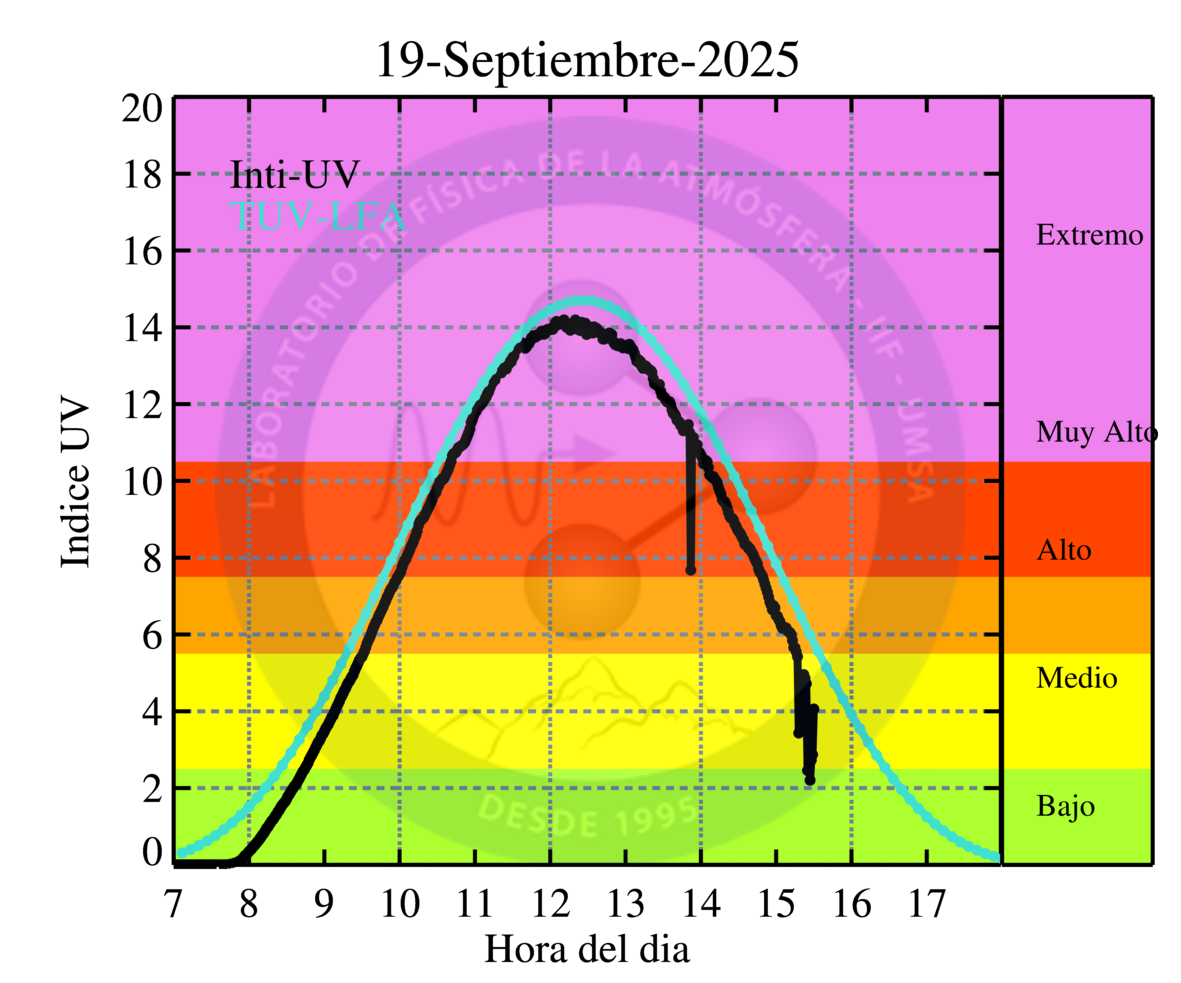 19-Septiembre-2025
20
18
16
14
12
10
8
6
4
2
0
Indice UV
Inti-UV
TUV-LFA
LABORATORIO DE FÍSICA DE LA ATMÓSFERA - IIF - UMSA
DESDE 1995
Extremo
Muy Alto
Alto
Medio
Bajo
7 8 9 10 11 12 13 14 15 16 17
Hora del dia